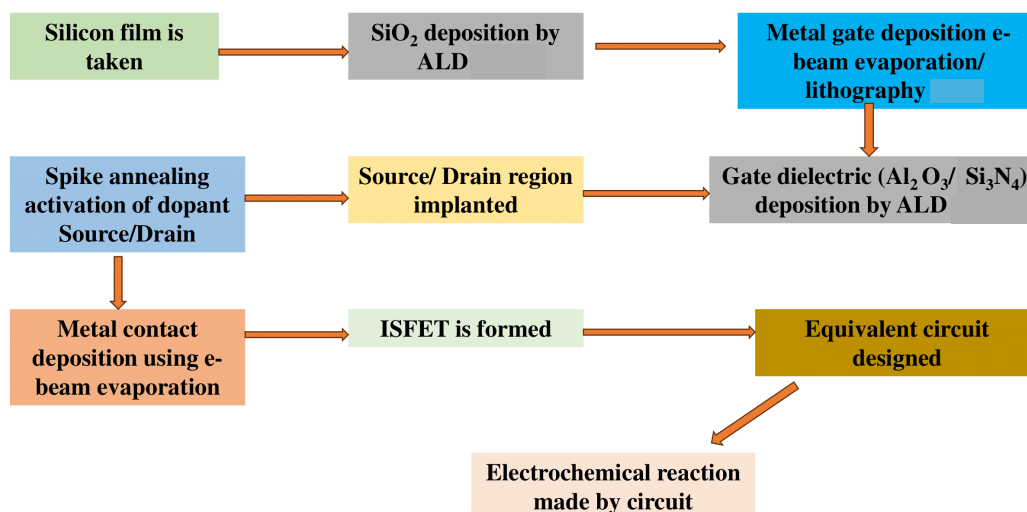 Silicon film is
taken
SiO₂ deposition by
ALD
Metal gate deposition e-
beam evaporation/
lithography
Spike annealing
activation of dopant
Source/Drain
Source/ Drain region
implanted
Gate dielectric (Al₂O₃/ Si₃N₄)
deposition by ALD
Metal contact
deposition using e-
beam evaporation
ISFET is formed
Equivalent circuit
designed
Electrochemical reaction
made by circuit